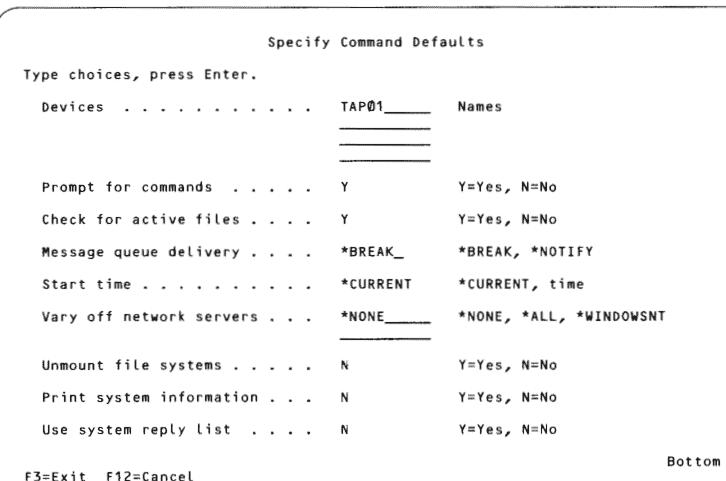 Specify Command Defaults
Type choices, press Enter.
Devices . . . . . . . . . . . TAP01______ Names
Prompt for commands . . . . . Y Y=Yes, N=No
Check for active files . . . . Y Y=Yes, N=No
Message queue delivery . . . . *BREAK_ *BREAK, *NOTIFY
Start time . . . . . . . . . . *CURRENT *CURRENT, time
Vary off network servers . . . *NONE______ *NONE, *ALL, *WINDOWSNT
Unmount file systems . . . . . N Y=Yes, N=No
Print system information . . . N Y=Yes, N=No
Use system reply list . . . . N Y=Yes, N=No
Bottom
F3=Exit F12=Cancel